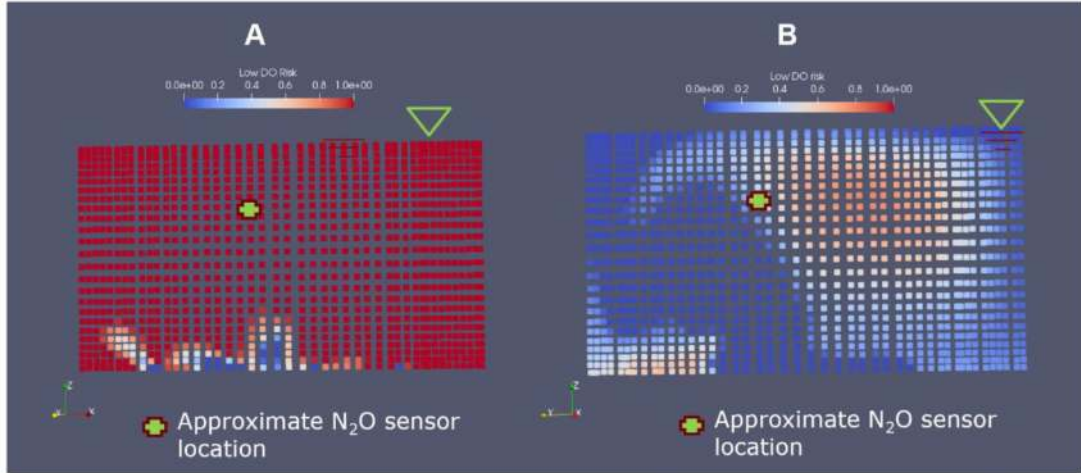 A
Low DO Risk
0.0e+00 0.2 0.4 0.6 0.8 1.0e+00
Z
Y X
Approximate N₂O sensor
location
B
Low DO risk
0.0e+00 0.2 0.4 0.6 0.8 1.0e+00
Z
Y X
Approximate N₂O sensor
location